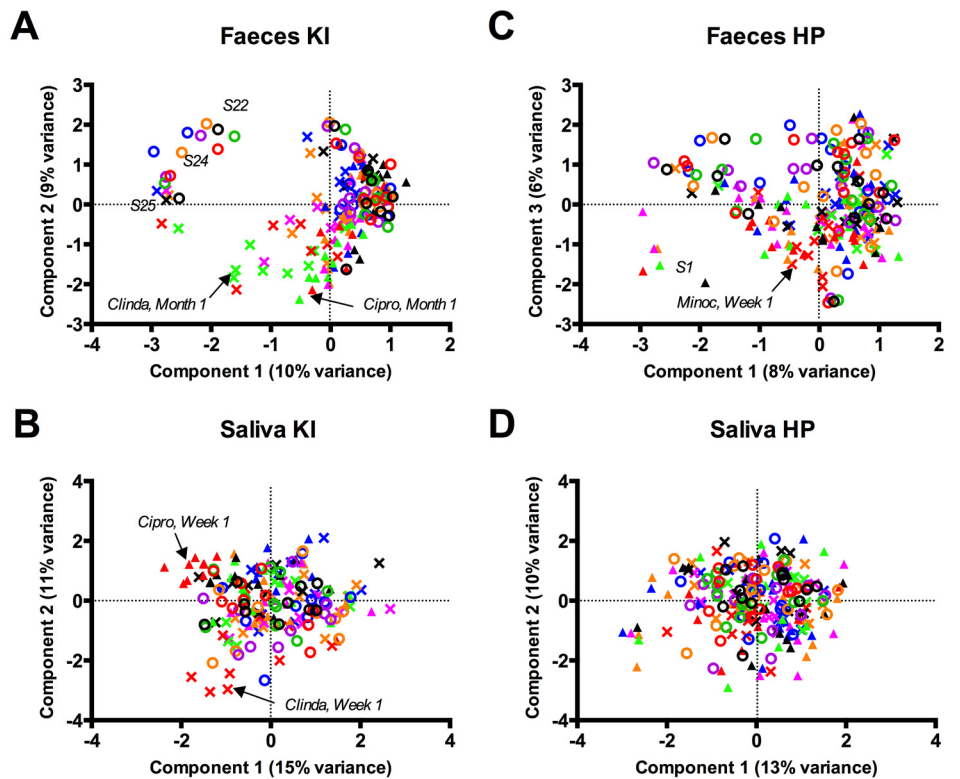 A
Faeces KI
3
2
1
0
-1
-2
-3
-4
-3
-2
-1
0
1
2
Component 2 (9% variance)
Component 1 (10% variance)
S22
S24
S25
Clinda, Month 1
Cipro, Month 1
C
Faeces HP
3
2
1
0
-1
-2
-3
-4
-3
-2
-1
0
1
2
Component 3 (6% variance)
Component 1 (8% variance)
S1
Minoc, Week 1
B
Saliva KI
4
2
0
-2
-4
-4
-2
0
2
4
Component 2 (11% variance)
Component 1 (15% variance)
Cipro, Week 1
Clinda, Week 1
D
Saliva HP
4
2
0
-2
-4
-4
-2
0
2
4
Component 2 (10% variance)
Component 1 (13% variance)